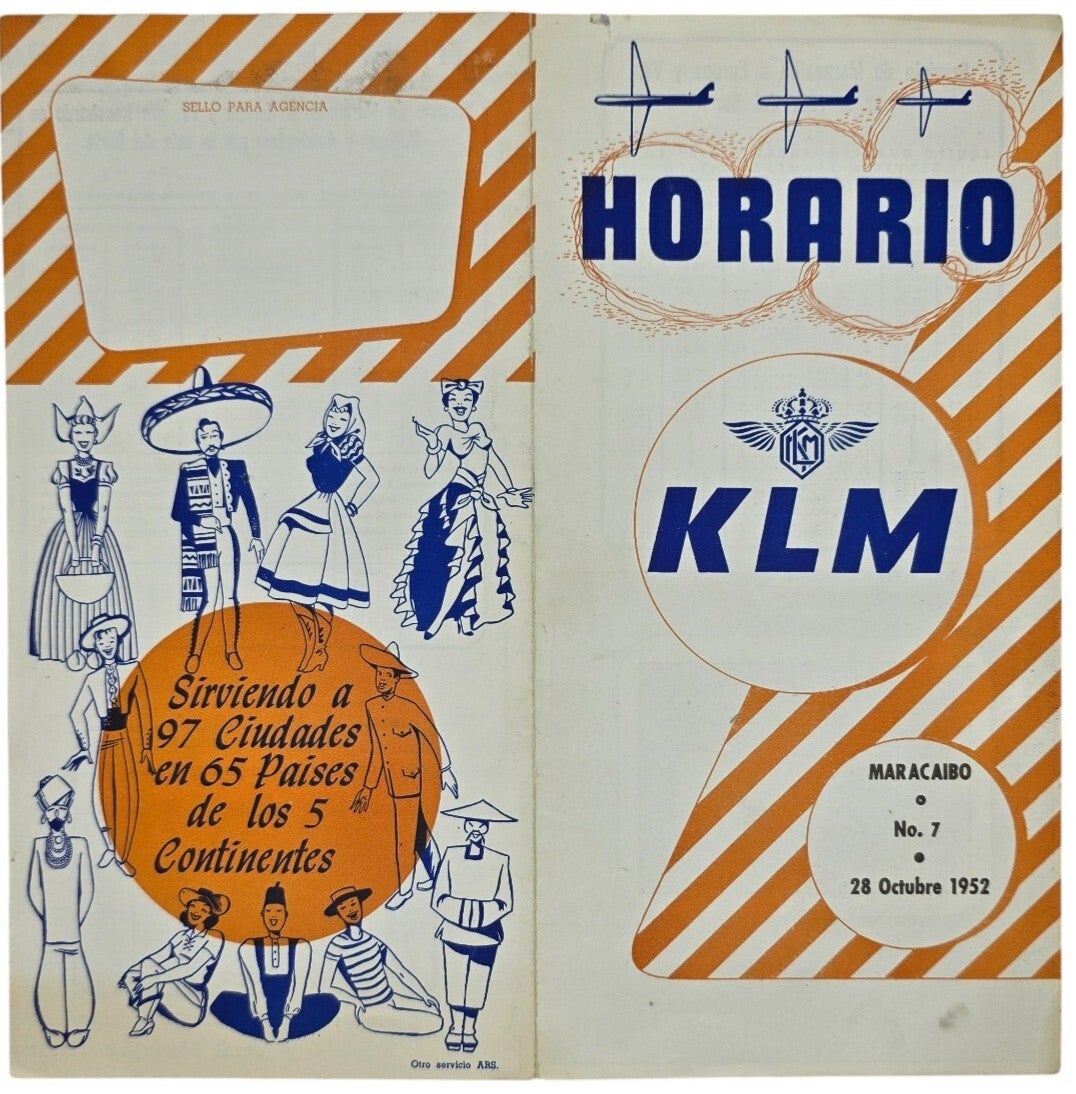 SELLO PARA AGENCIA
Sirviendo a
97 Ciudades
en 65 Paises
de los 5
Continentes
Otro servicio ARS.
HORARIO
KLM
KLM
MARACAIBO
No. 7
28 Octubre 1952